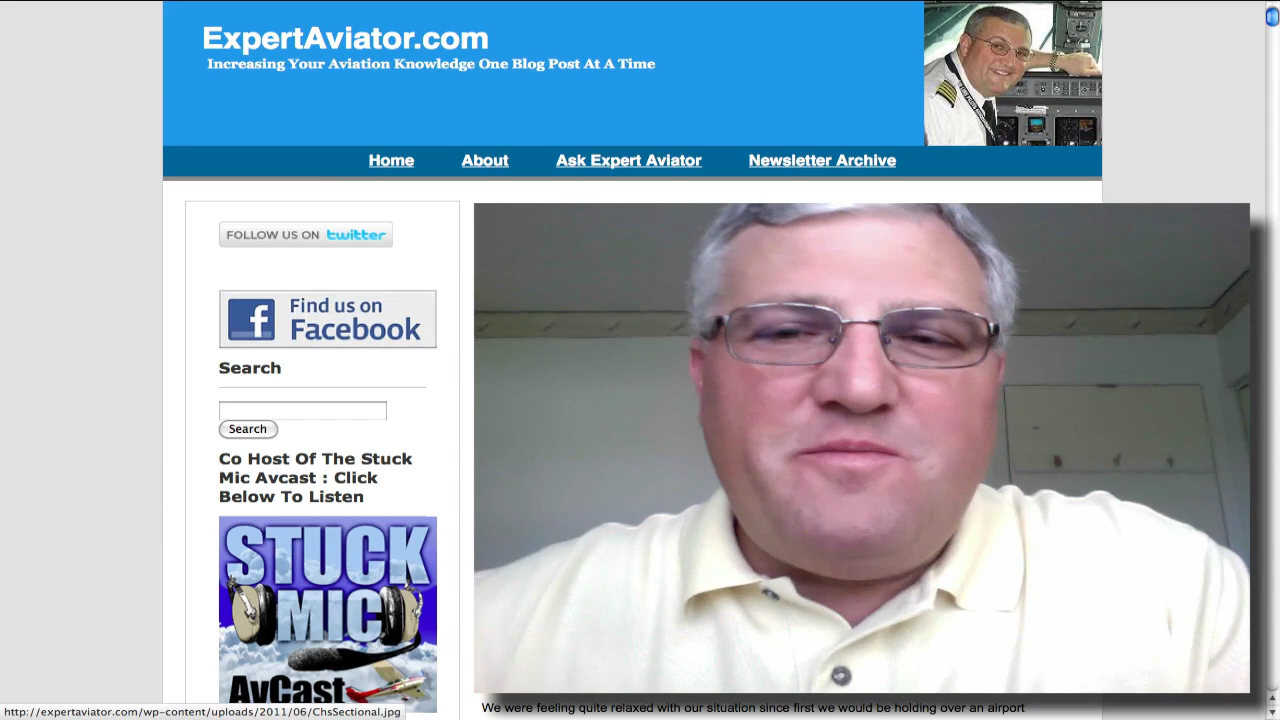 ExpertAviator.com
Increasing Your Aviation Knowledge One Blog Post At A Time
Home About Ask Expert Aviator Newsletter Archive
FOLLOW US ON twitter
f Find us on
Facebook
Search
Search
Co Host Of The Stuck
Mic Avcast : Click
Below To Listen
STUCK
MIC
AvCast
We were feeling quite relaxed with our situation since first we would be holding over an airport
http://expertaviator.com/wp-content/uploads/2011/06/ChsSectional.jpg